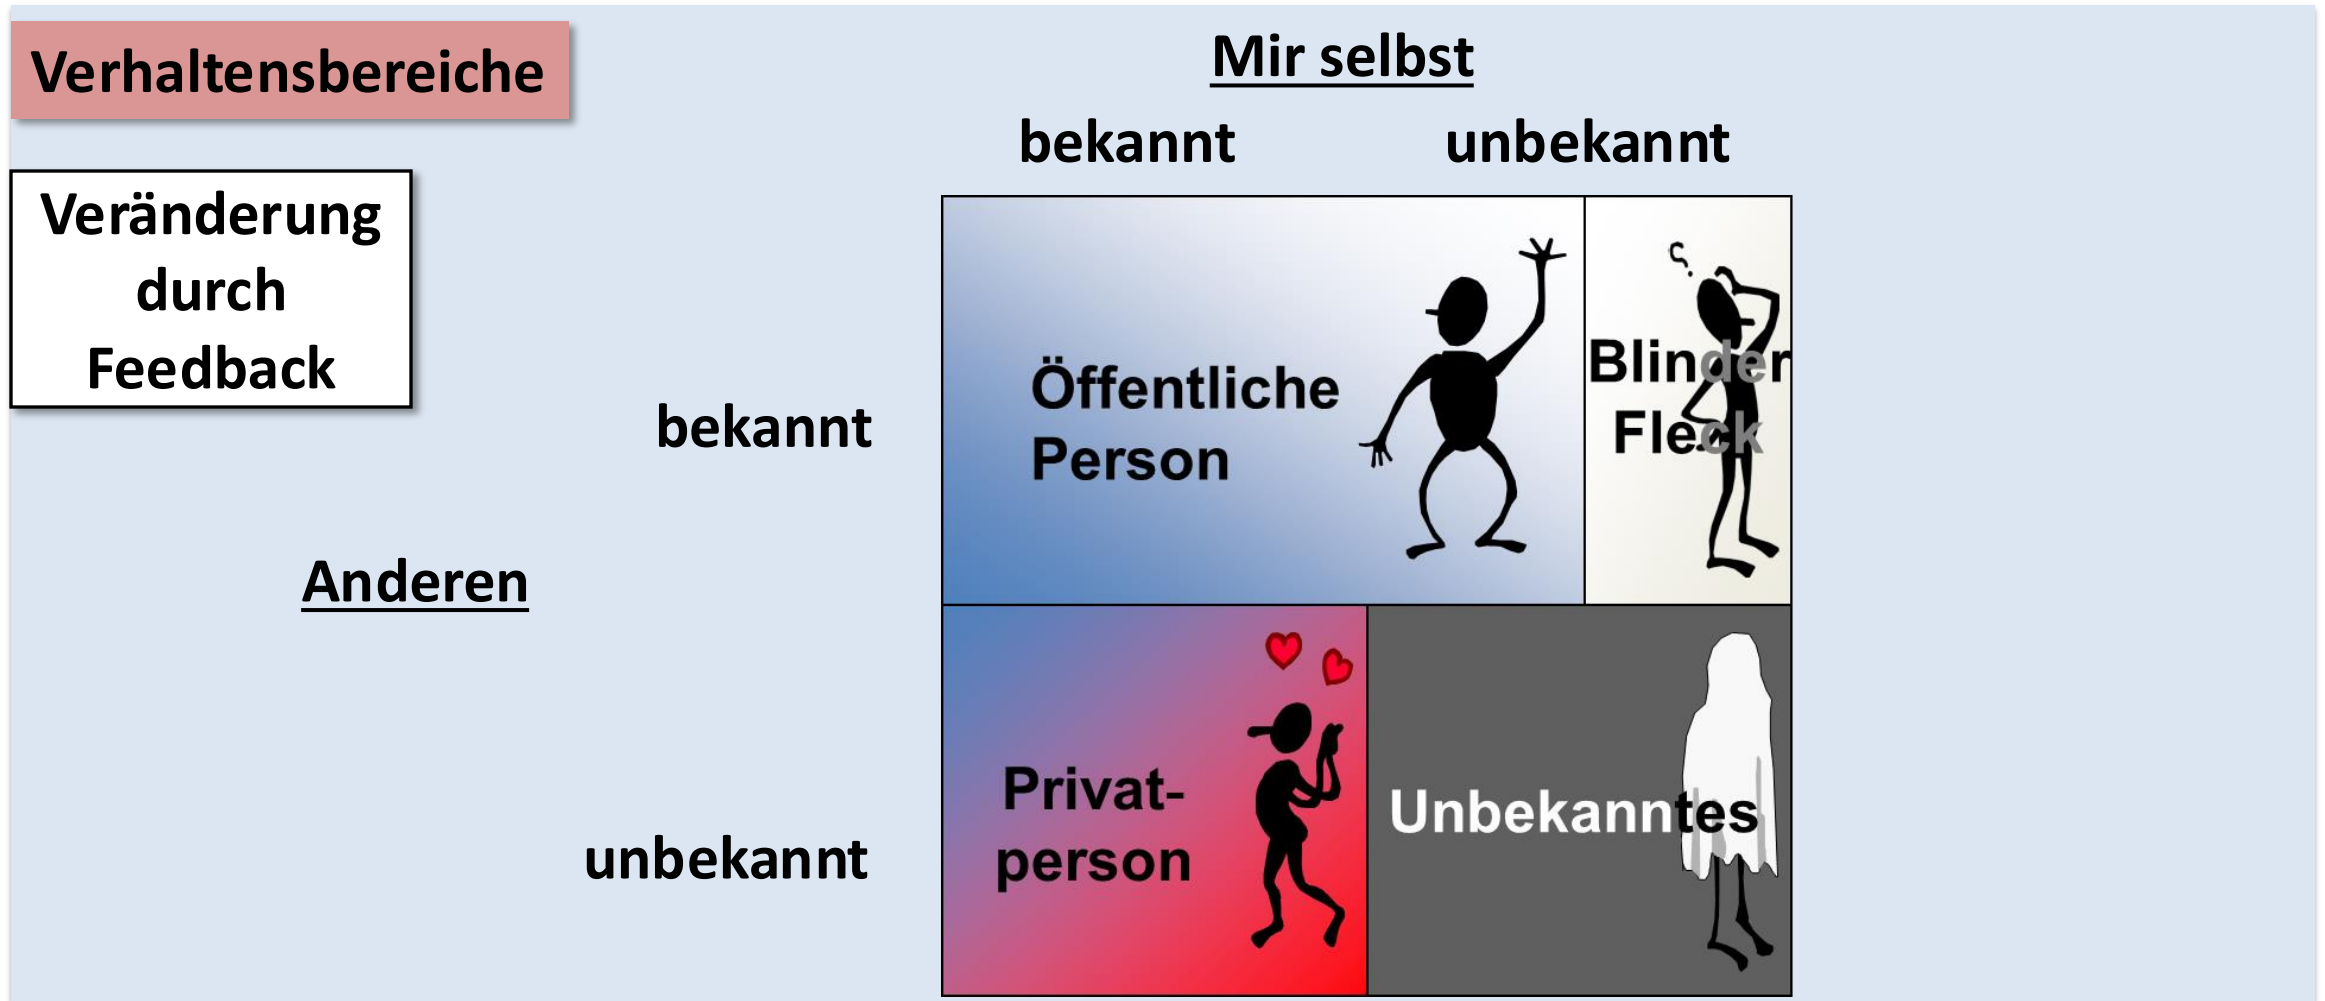 Verhaltensbereiche
Mir selbst
bekannt unbekannt
Veränderung
durch
Feedback
bekannt
Öffentliche
Person
Blinder
Fleck
Anderen
unbekannt
Privat-
person
Unbekanntes